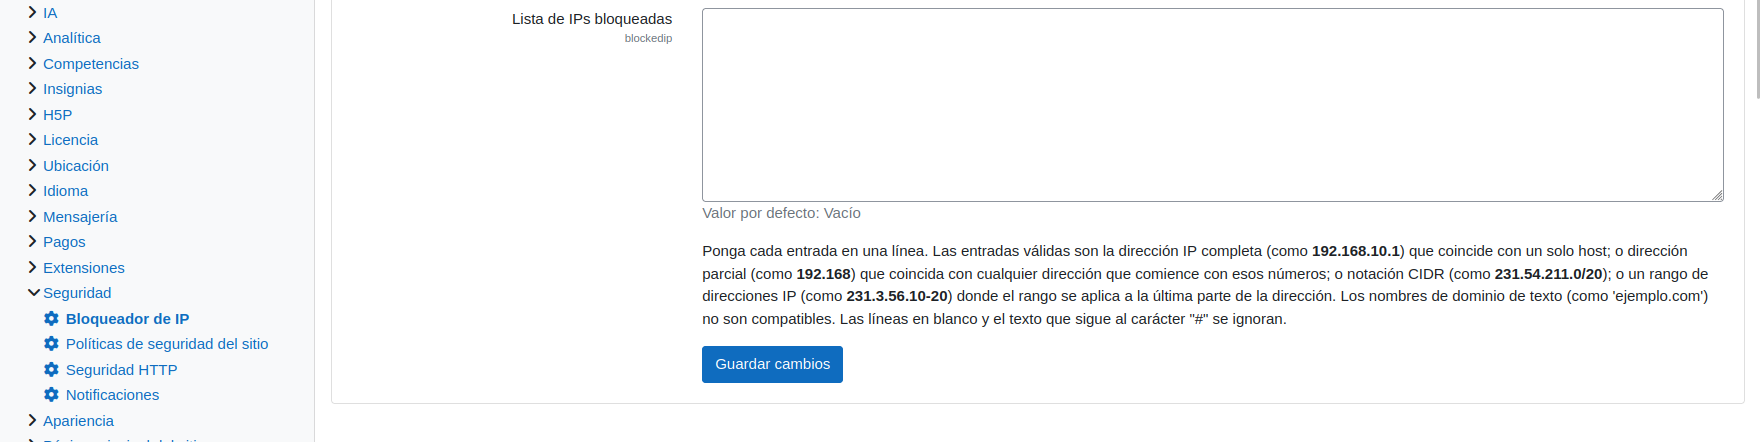 IA
Analítica
Competencias
Insignias
H5P
Licencia
Ubicación
Idioma
Mensajería
Pagos
Extensiones
Seguridad
Bloqueador de IP
Políticas de seguridad del sitio
Seguridad HTTP
Notificaciones
Apariencia
Lista de IPs bloqueadas
blockedip
Valor por defecto: Vacío
Ponga cada entrada en una línea. Las entradas válidas son la dirección IP completa (como 192.168.10.1) que coincide con un solo host; o dirección
parcial (como 192.168) que coincida con cualquier dirección que comience con esos números; o notación CIDR (como 231.54.211.0/20); o un rango de
direcciones IP (como 231.3.56.10-20) donde el rango se aplica a la última parte de la dirección. Los nombres de dominio de texto (como 'ejemplo.com')
no son compatibles. Las líneas en blanco y el texto que sigue al carácter "#" se ignoran.
Guardar cambios